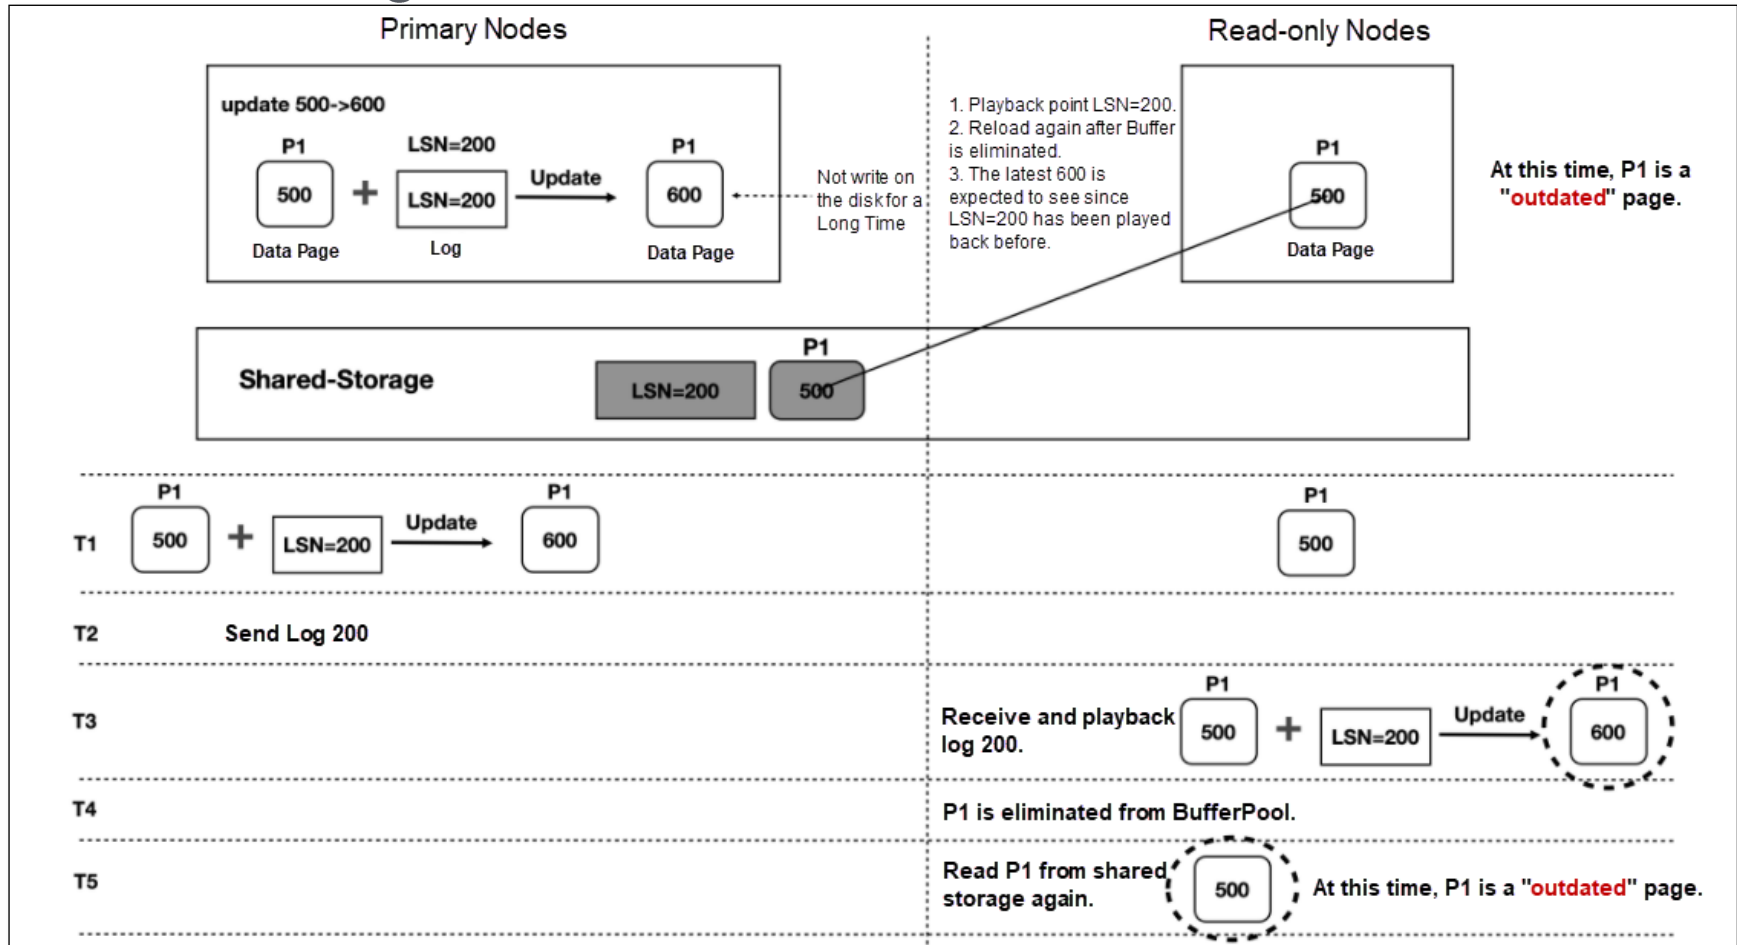 Primary Nodes
Read-only Nodes
update 500->600
P1
LSN=200
P1
500
+
LSN=200
Update
600
Data Page
Log
Data Page
Not write on
the disk for a
Long Time
1. Playback point LSN=200.
2. Reload again after Buffer
is eliminated.
3. The latest 600 is
expected to see since
LSN=200 has been played
back before.
P1
500
Data Page
At this time, P1 is a
"outdated" page.
Shared-Storage
LSN=200
P1
500
T1
P1
500
+
LSN=200
Update
P1
600
P1
500
T2
Send Log 200
T3
Receive and playback
log 200.
P1
500
+
LSN=200
Update
P1
600
T4
P1 is eliminated from BufferPool.
T5
Read P1 from shared
storage again.
500
At this time, P1 is a "outdated" page.